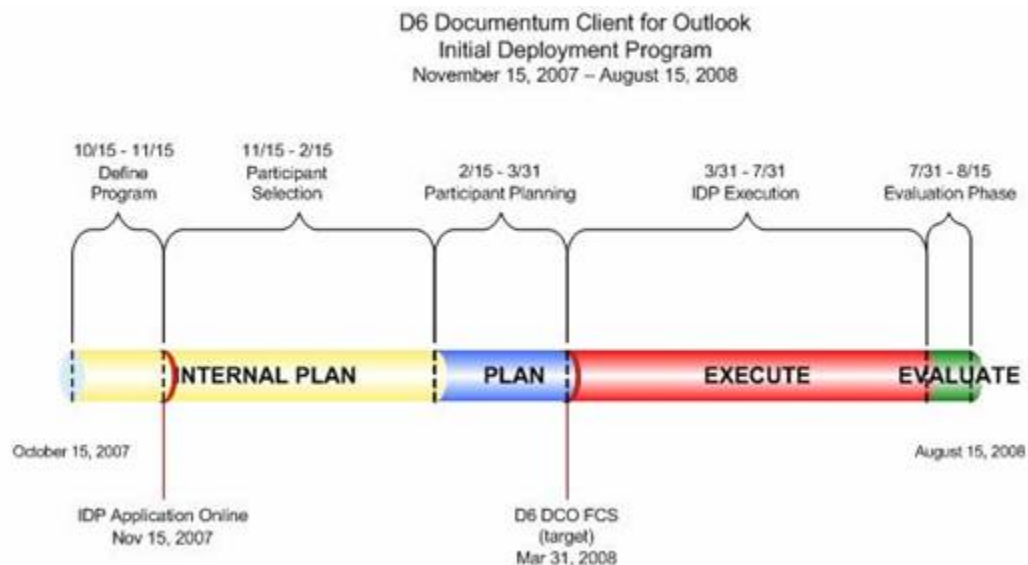 D6 Documentum Client for Outlook
Initial Deployment Program
November 15, 2007 – August 15, 2008
10/15 - 11/15
Define
Program
11/15 - 2/15
Participant
Selection
2/15 - 3/31
Participant Planning
3/31 - 7/31
IDP Execution
7/31 - 8/15
Evaluation Phase
INTERNAL PLAN
PLAN
EXECUTE
EVALUATE
October 15, 2007
August 15, 2008
IDP Application Online
Nov 15, 2007
D6 DCO FCS
(target)
Mar 31, 2008